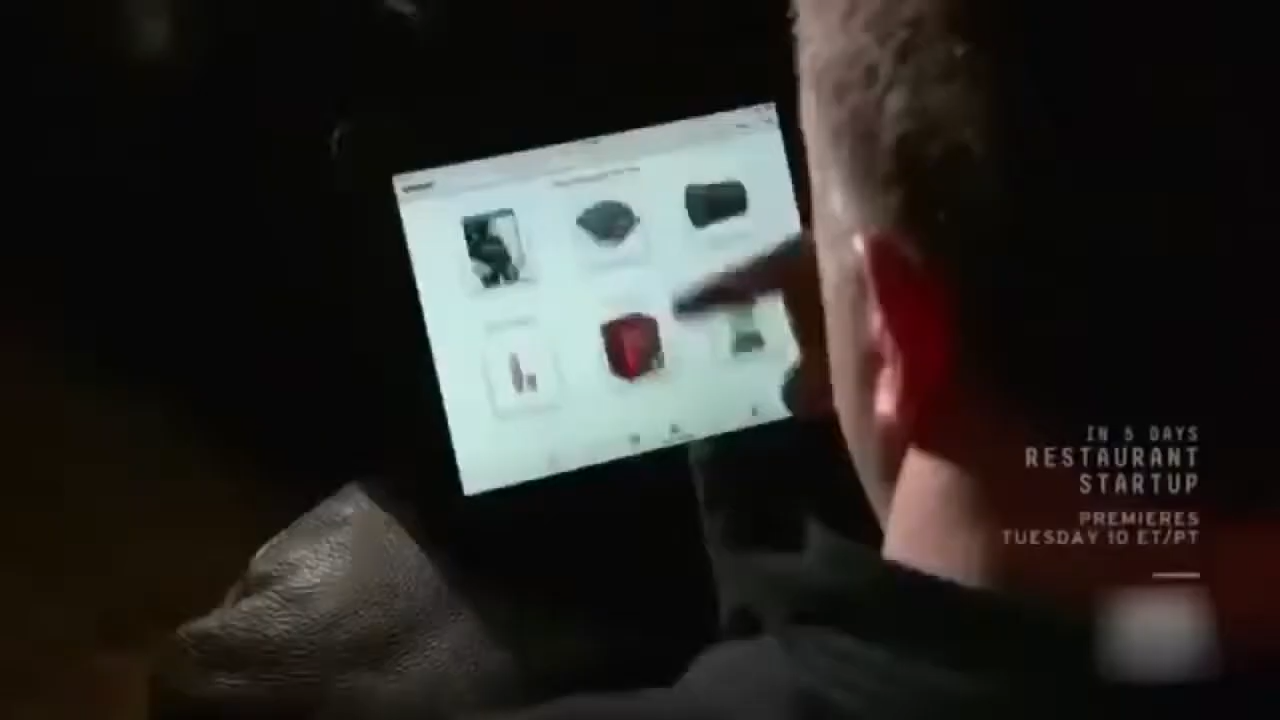 IN 5 DAYS
RESTAURANT
STARTUP
PREMIERES
TUESDAY 10 ET/PT